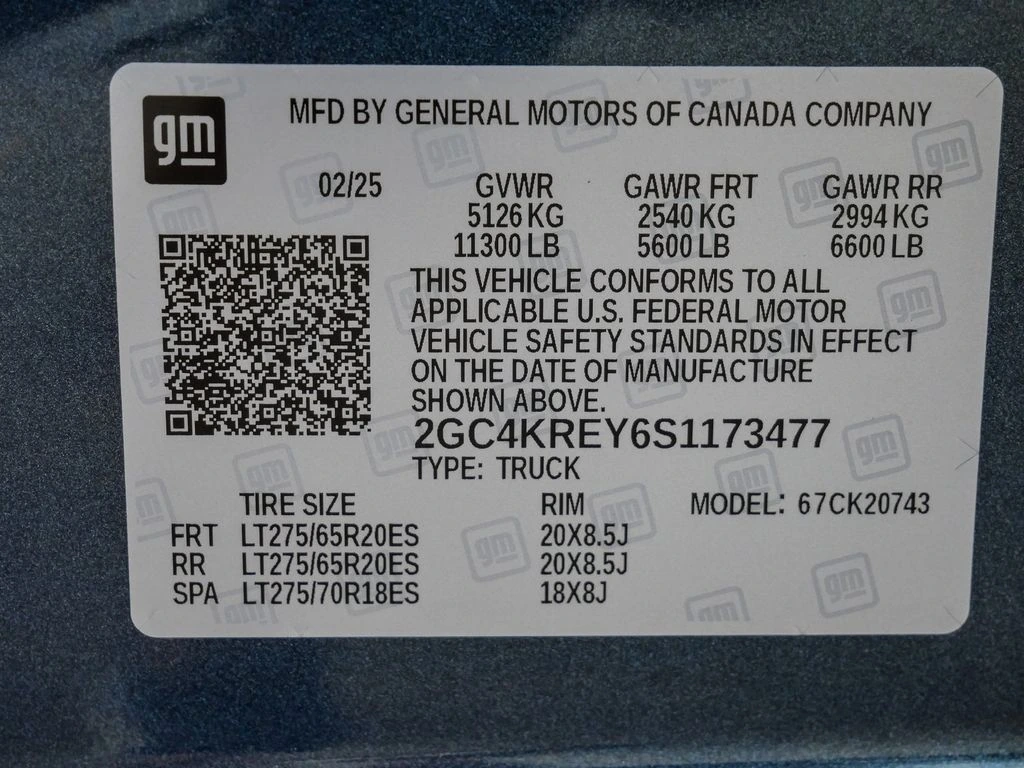 gm
MFD BY GENERAL MOTORS OF CANADA COMPANY
02/25 GVWR GAWR FRT GAWR RR
5126 KG 2540 KG 2994 KG
11300 LB 5600 LB 6600 LB
THIS VEHICLE CONFORMS TO ALL
APPLICABLE U.S. FEDERAL MOTOR
VEHICLE SAFETY STANDARDS IN EFFECT
ON THE DATE OF MANUFACTURE
SHOWN ABOVE.
2GC4KREY6S1173477
TYPE: TRUCK
TIRE SIZE RIM MODEL: 67CK20743
FRT LT275/65R20ES 20X8.5J
RR LT275/65R20ES 20X8.5J
SPA LT275/70R18ES 18X8J